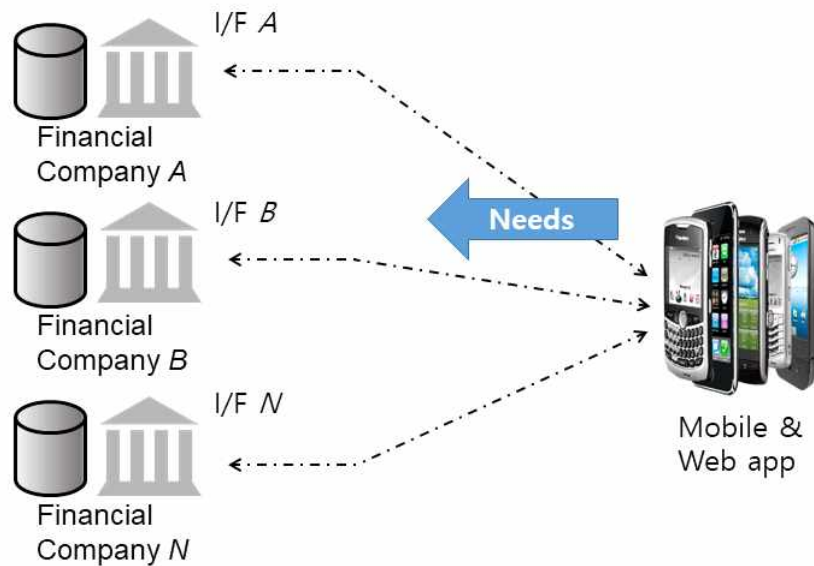 I/F A
Financial
Company A
I/F B
Needs
Financial
Company B
I/F N
Financial
Company N
Mobile &
Web app